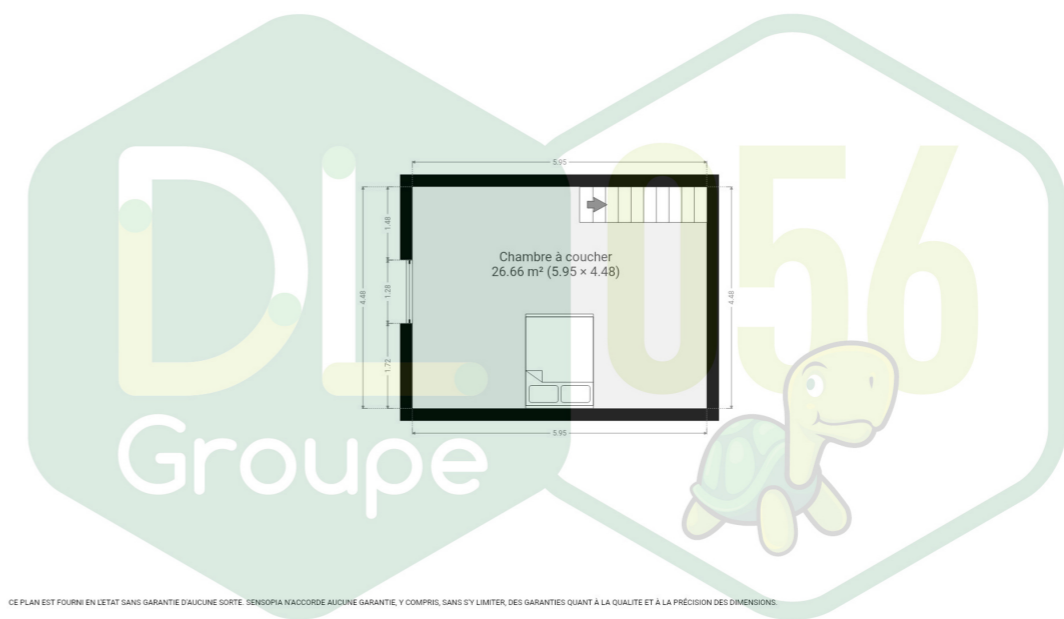 DL
Groupe
056
5.95
1.48
4.48
1.28
1.72
4.48
Chambre à coucher
26.66 m² (5.95 × 4.48)
5.95
CE PLAN EST FOURNI EN L'ETAT SANS GARANTIE D'AUCUNE SORTE. SENSOPIA N'ACCORDE AUCUNE GARANTIE, Y COMPRIS, SANS S'Y LIMITER, DES GARANTIES QUANT À LA QUALITE ET À LA PRÉCISION DES DIMENSIONS.